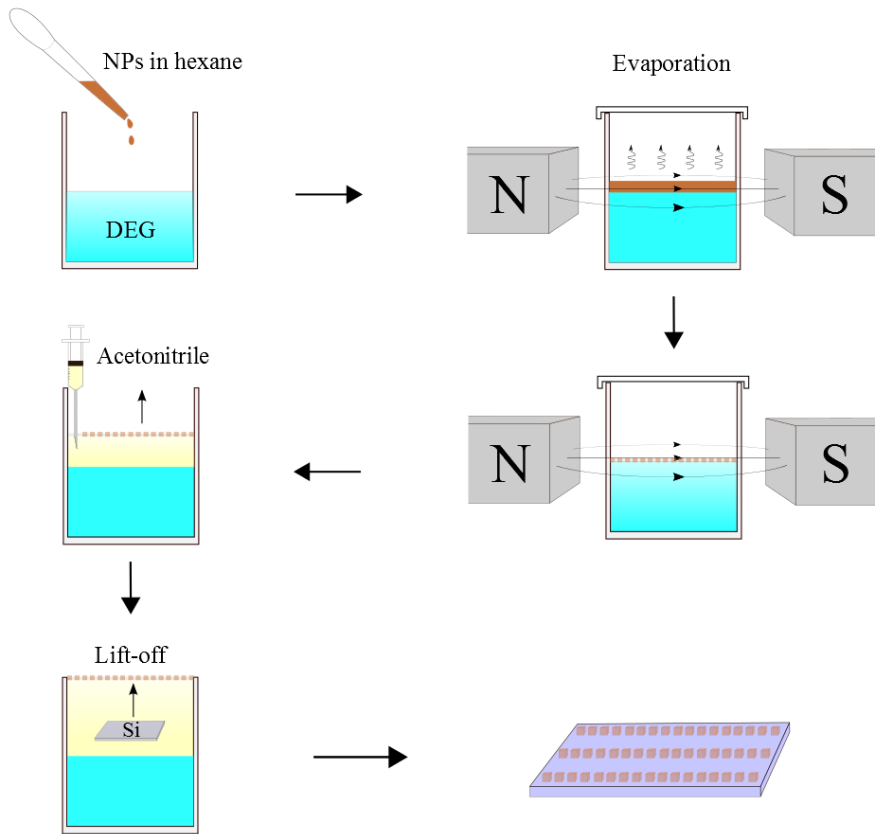 NPs in hexane
DEG
Evaporation
N
S
N
S
Acetonitrile
Lift-off
Si